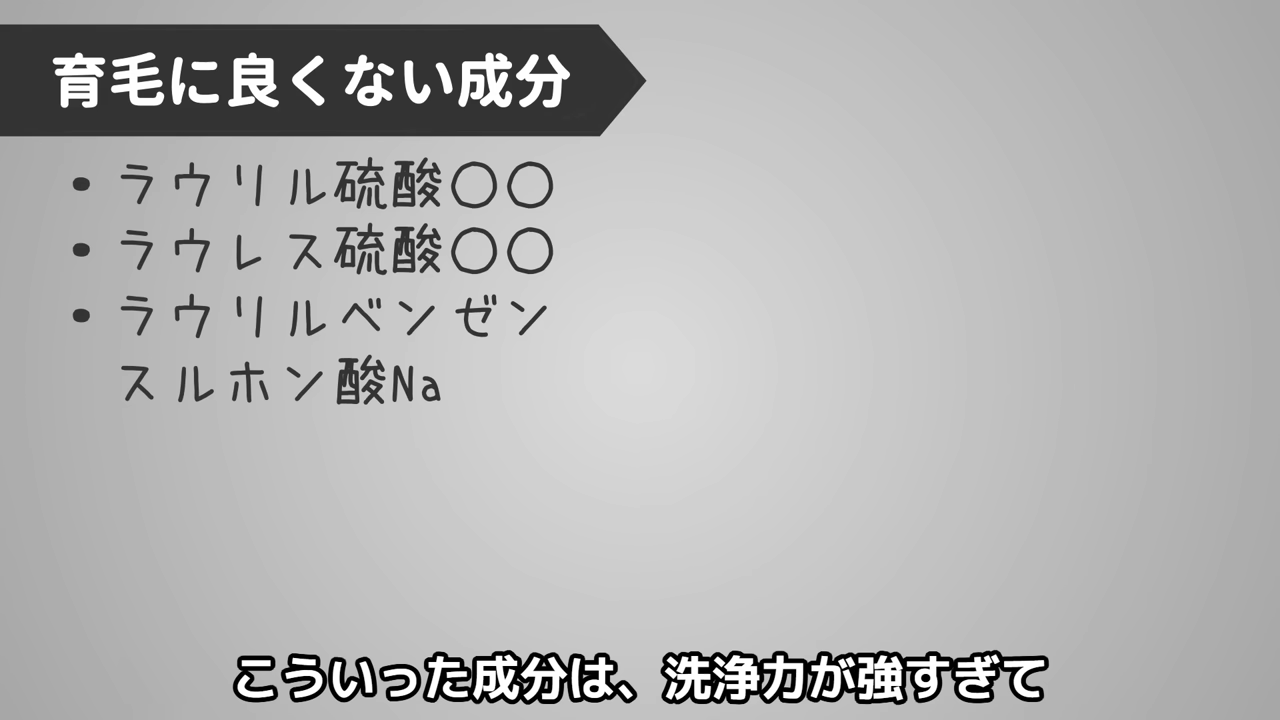 育毛に良くない成分
• ラウリル硫酸〇〇
• ラウレス硫酸〇〇
• ラウリルベンゼン
スルホン酸Na
こういった成分は、洗浄力が強すぎて